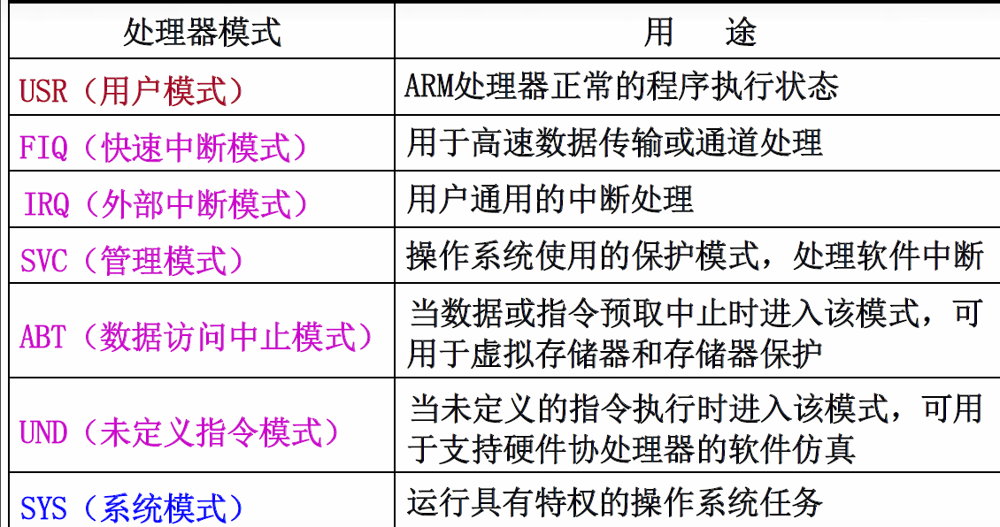 处理器模式
用 途
USR（用户模式）
ARM处理器正常的程序执行状态
FIQ（快速中断模式）
用于高速数据传输或通道处理
IRQ（外部中断模式）
用户通用的中断处理
SVC（管理模式）
操作系统使用的保护模式，处理软件中断
ABT（数据访问中止模式）
当数据或指令预取中止时进入该模式，可
用于虚拟存储器和存储器保护
UND（未定义指令模式）
当未定义的指令执行时进入该模式，可用
于支持硬件协处理器的软件仿真
SYS（系统模式）
运行具有特权的操作系统任务